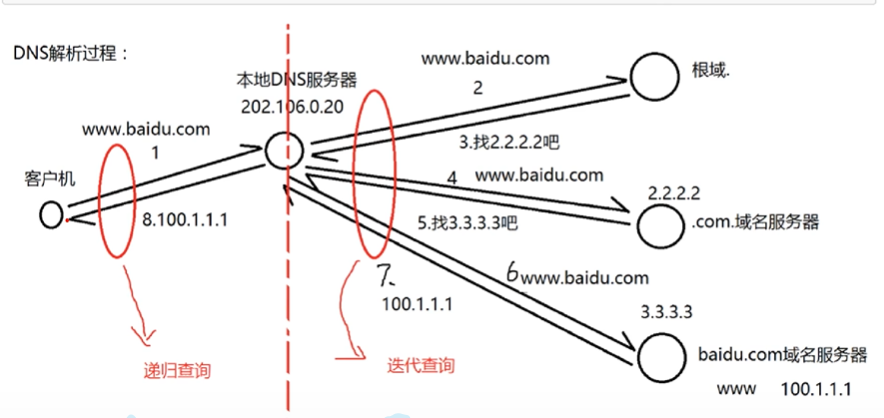 DNS解析过程：
www.baidu.com
2
根域.
本地DNS服务器
202.106.0.20
www.baidu.com
1
3.找2.2.2.2吧
客户机
4
www.baidu.com
8.100.1.1.1
5.找3.3.3.3吧
2.2.2.2
.com.域名服务器
6
www.baidu.com
7.
100.1.1.1
3.3.3.3
baidu.com域名服务器
www 100.1.1.1
递归查询
迭代查询